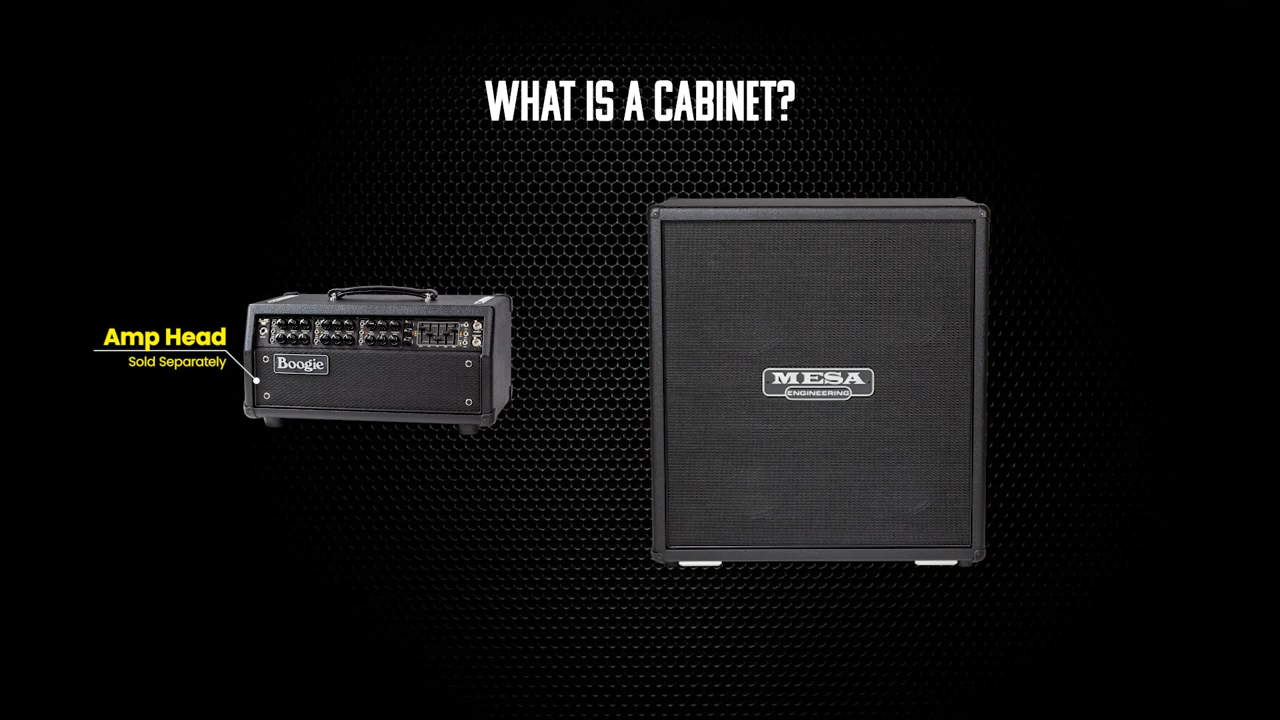 WHAT IS A CABINET?
Amp Head
Sold Separately
Boogie
MESA
ENGINEERING